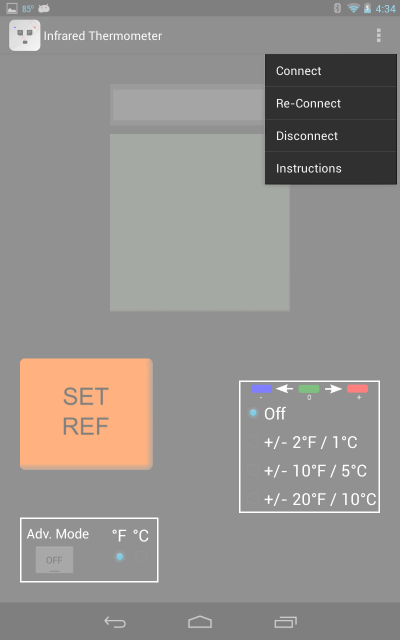 85°
4:34
Infrared Thermometer
Connect
Re-Connect
Disconnect
Instructions
SET
REF
- 0 +
Off
+/- 2°F / 1°C
+/- 10°F / 5°C
+/- 20°F / 10°C
Adv. Mode
°F °C
OFF